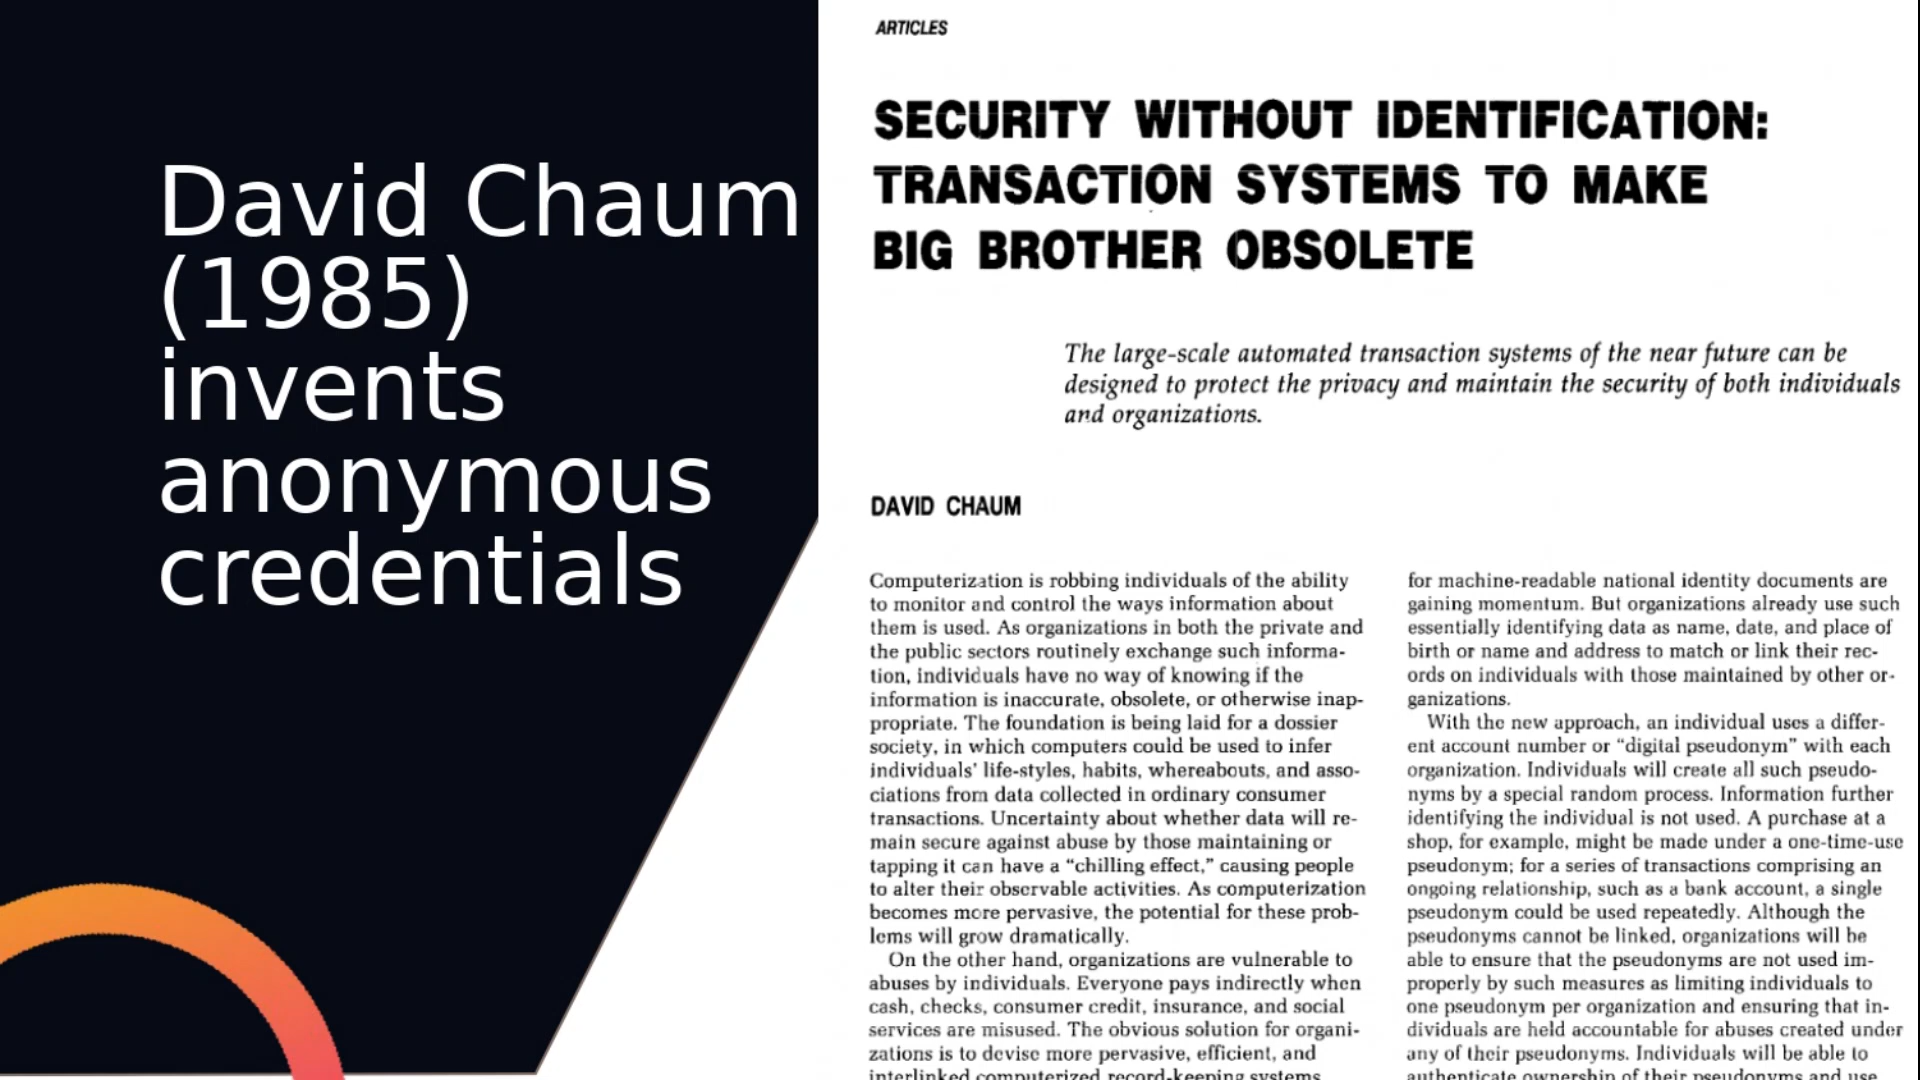 David Chaum
(1985)
invents
anonymous
credentials
ARTICLES
SECURITY WITHOUT IDENTIFICATION:
TRANSACTION SYSTEMS TO MAKE
BIG BROTHER OBSOLETE
The large-scale automated transaction systems of the near future can be
designed to protect the privacy and maintain the security of both individuals
and organizations.
DAVID CHAUM
Computerization is robbing individuals of the ability
to monitor and control the ways information about
them is used. As organizations in both the private and
the public sectors routinely exchange such informa-
tion, individuals have no way of knowing if the
information is inaccurate, obsolete, or otherwise inap-
propriate. The foundation is being laid for a dossier
society, in which computers could be used to infer
individuals' life-styles, habits, whereabouts, and asso-
ciations from data collected in ordinary consumer
transactions. Uncertainty about whether data will re-
main secure against abuse by those maintaining or
tapping it can have a “chilling effect,” causing people
to alter their observable activities. As computerization
becomes more pervasive, the potential for these prob-
lems will grow dramatically.
On the other hand, organizations are vulnerable to
abuses by individuals. Everyone pays indirectly when
cash, checks, consumer credit, insurance, and social
services are misused. The obvious solution for organi-
zations is to devise more pervasive, efficient, and
interlinked computerized record-keeping systems,
for machine-readable national identity documents are
gaining momentum. But organizations already use such
essentially identifying data as name, date, and place of
birth or name and address to match or link their rec-
ords on individuals with those maintained by other or-
ganizations.
With the new approach, an individual uses a differ-
ent account number or “digital pseudonym” with each
organization. Individuals will create all such pseudo-
nyms by a special random process. Information further
identifying the individual is not used. A purchase at a
shop, for example, might be made under a one-time-use
pseudonym; for a series of transactions comprising an
ongoing relationship, such as a bank account, a single
pseudonym could be used repeatedly. Although the
pseudonyms cannot be linked, organizations will be
able to ensure that the pseudonyms are not used im-
properly by such measures as limiting individuals to
one pseudonym per organization and ensuring that in-
dividuals are held accountable for abuses created under
any of their pseudonyms. Individuals will be able to
authenticate ownership of their pseudonyms and use